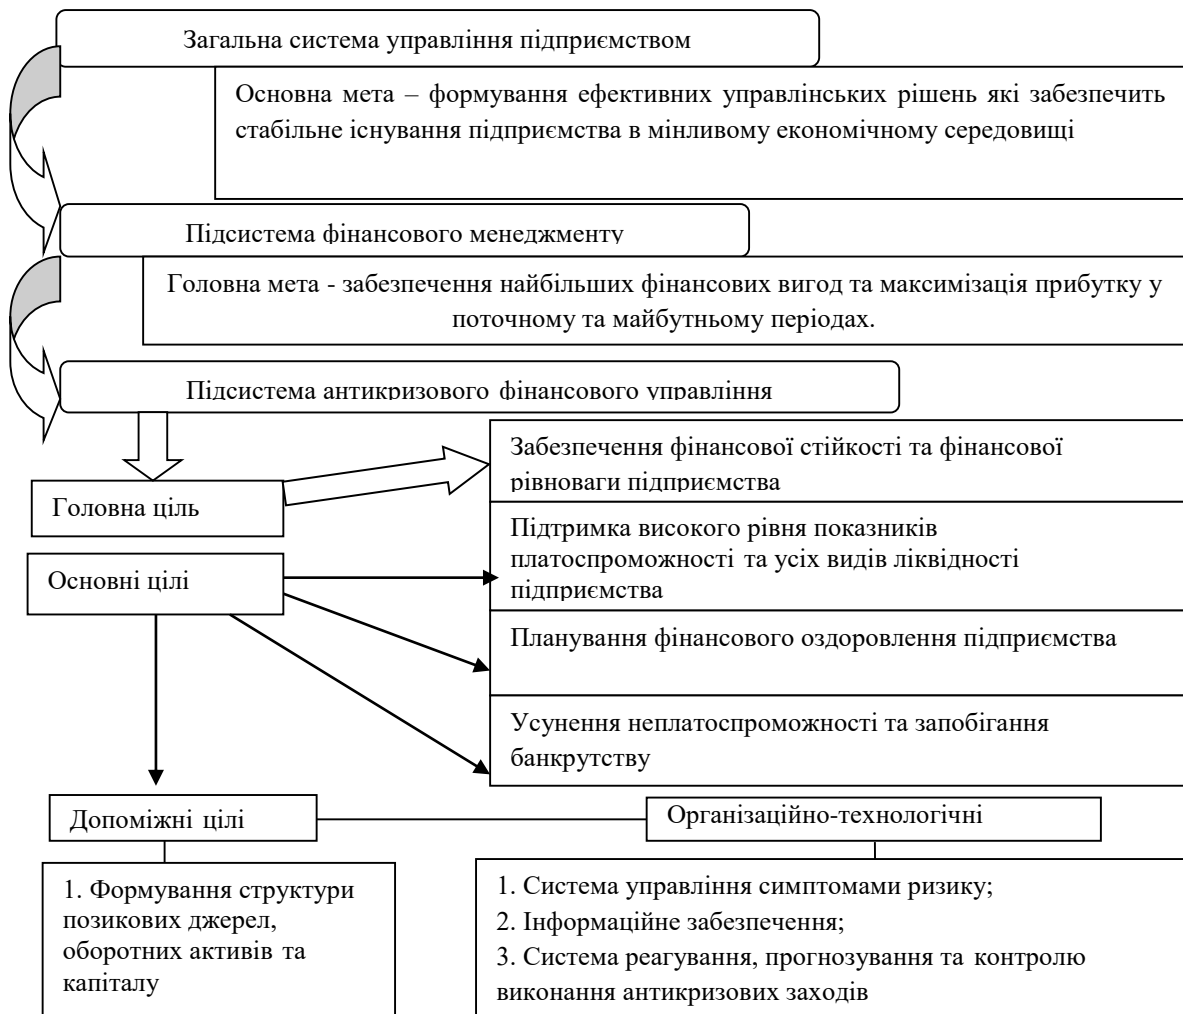 Загальна система управління підприємством
Основна мета – формування ефективних управлінських рішень які забезпечить
стабільне існування підприємства в мінливому економічному середовищі
Підсистема фінансового менеджменту
Головна мета - забезпечення найбільших фінансових вигод та максимізація прибутку у
поточному та майбутньому періодах.
Підсистема антикризового фінансового управління
Забезпечення фінансової стійкості та фінансової
рівноваги підприємства
Головна ціль
Підтримка високого рівня показників
платоспроможності та усіх видів ліквідності
підприємства
Основні цілі
Планування фінансового оздоровлення підприємства
Усунення неплатоспроможності та запобігання
банкрутству
Допоміжні цілі
Організаційно-технологічні
1. Формування структури
позикових джерел,
оборотних активів та
капіталу
1. Система управління симптомами ризику;
2. Інформаційне забезпечення;
3. Система реагування, прогнозування та контролю
виконання антикризових заходів